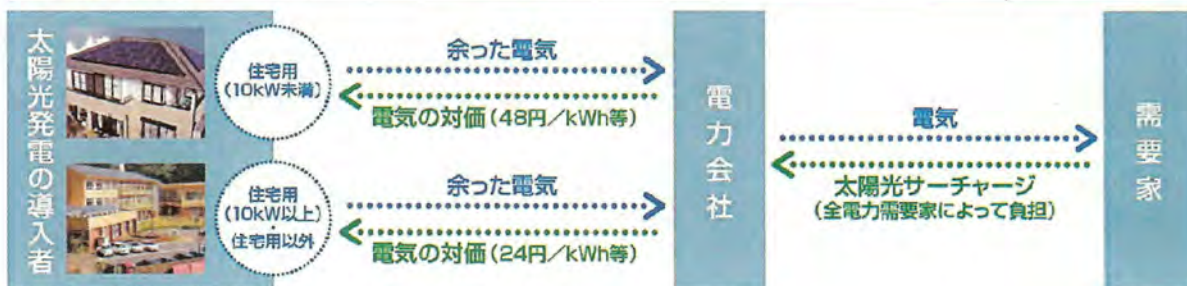 太陽光発電の導入者
住宅用
(10kW未満)
余った電気
電気の対価(48円/kWh等)
住宅用
(10kW以上)
・
住宅用以外
余った電気
電気の対価(24円/kWh等)
電力会社
電気
太陽光サーチャージ
(全電力需要家によって負担)
需要家